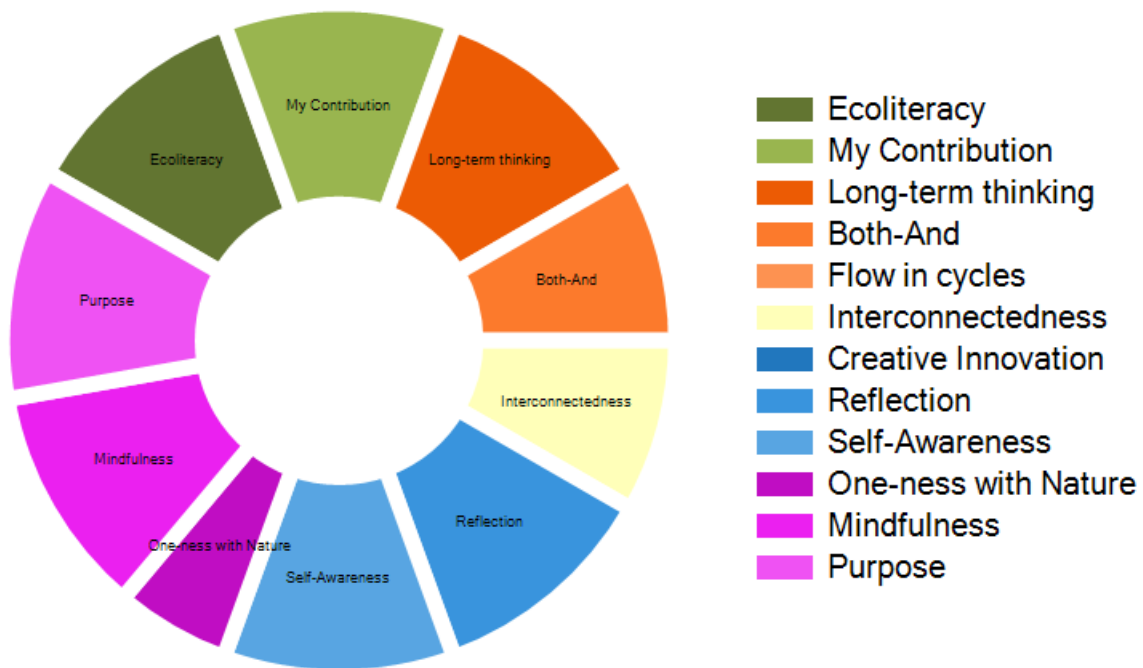 My Contribution
Ecoliteracy
Long-term thinking
Both-And
Purpose
Interconnectedness
Mindfulness
Reflection
One-ness with Nature
Self-Awareness
Ecoliteracy
My Contribution
Long-term thinking
Both-And
Flow in cycles
Interconnectedness
Creative Innovation
Reflection
Self-Awareness
One-ness with Nature
Mindfulness
Purpose